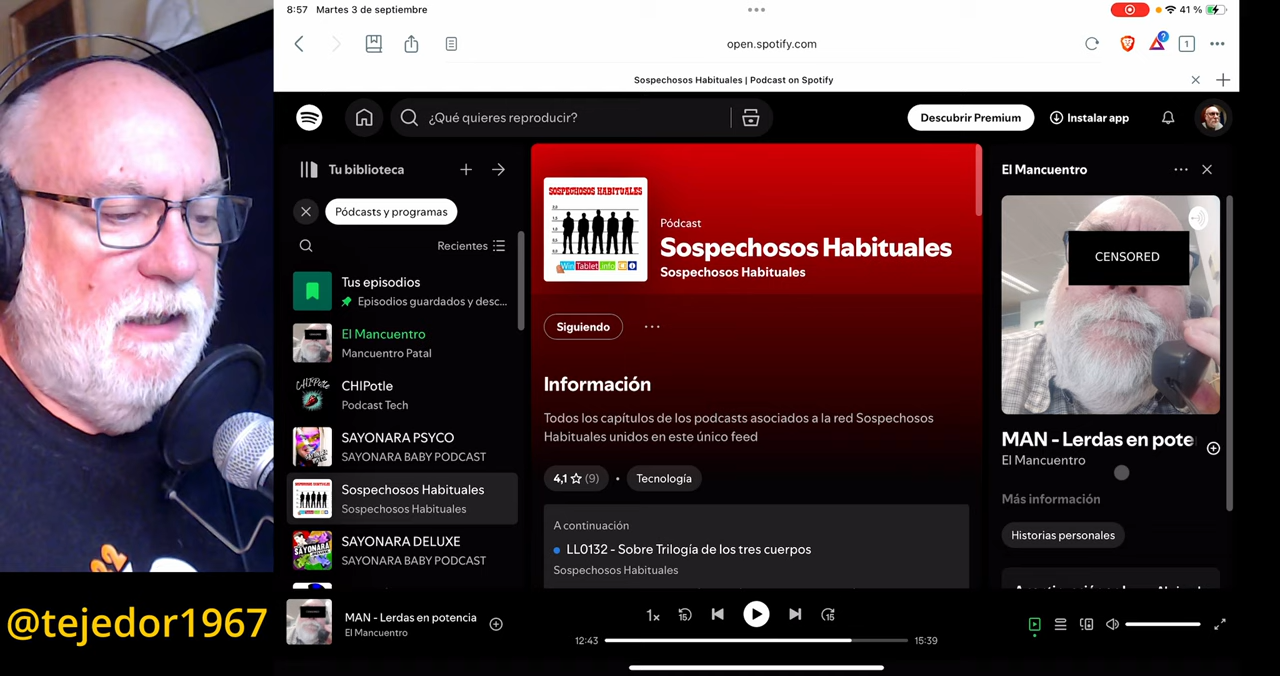 8:57 Martes 3 de septiembre
41 %
open.spotify.com
1
Sospechosos Habituales | Podcast on Spotify
¿Qué quieres reproducir?
Descubrir Premium
Instalar app
Tu biblioteca
Pódcasts y programas
Recientes
Tus episodios
Episodios guardados y desc...
El Mancuentro
Mancuentro Patal
CHIPotle
Podcast Tech
SAYONARA PSYCO
SAYONARA BABY PODCAST
Sospechosos Habituales
Sospechosos Habituales
SAYONARA DELUXE
SAYONARA BABY PODCAST
SOSPECHOSOS HABITUALES
WinTablet.info
Pódcast
Sospechosos Habituales
Sospechosos Habituales
Siguiendo
Información
Todos los capítulos de los podcasts asociados a la red Sospechosos
Habituales unidos en este único feed
4,1 (9)
Tecnología
A continuación
LL0132 - Sobre Trilogía de los tres cuerpos
Sospechosos Habituales
El Mancuentro
CENSORED
MAN - Lerdas en pote
El Mancuentro
Más información
Historias personales
@tejedor1967
MAN - Lerdas en potencia
El Mancuentro
1x
15
15
12:43
15:39